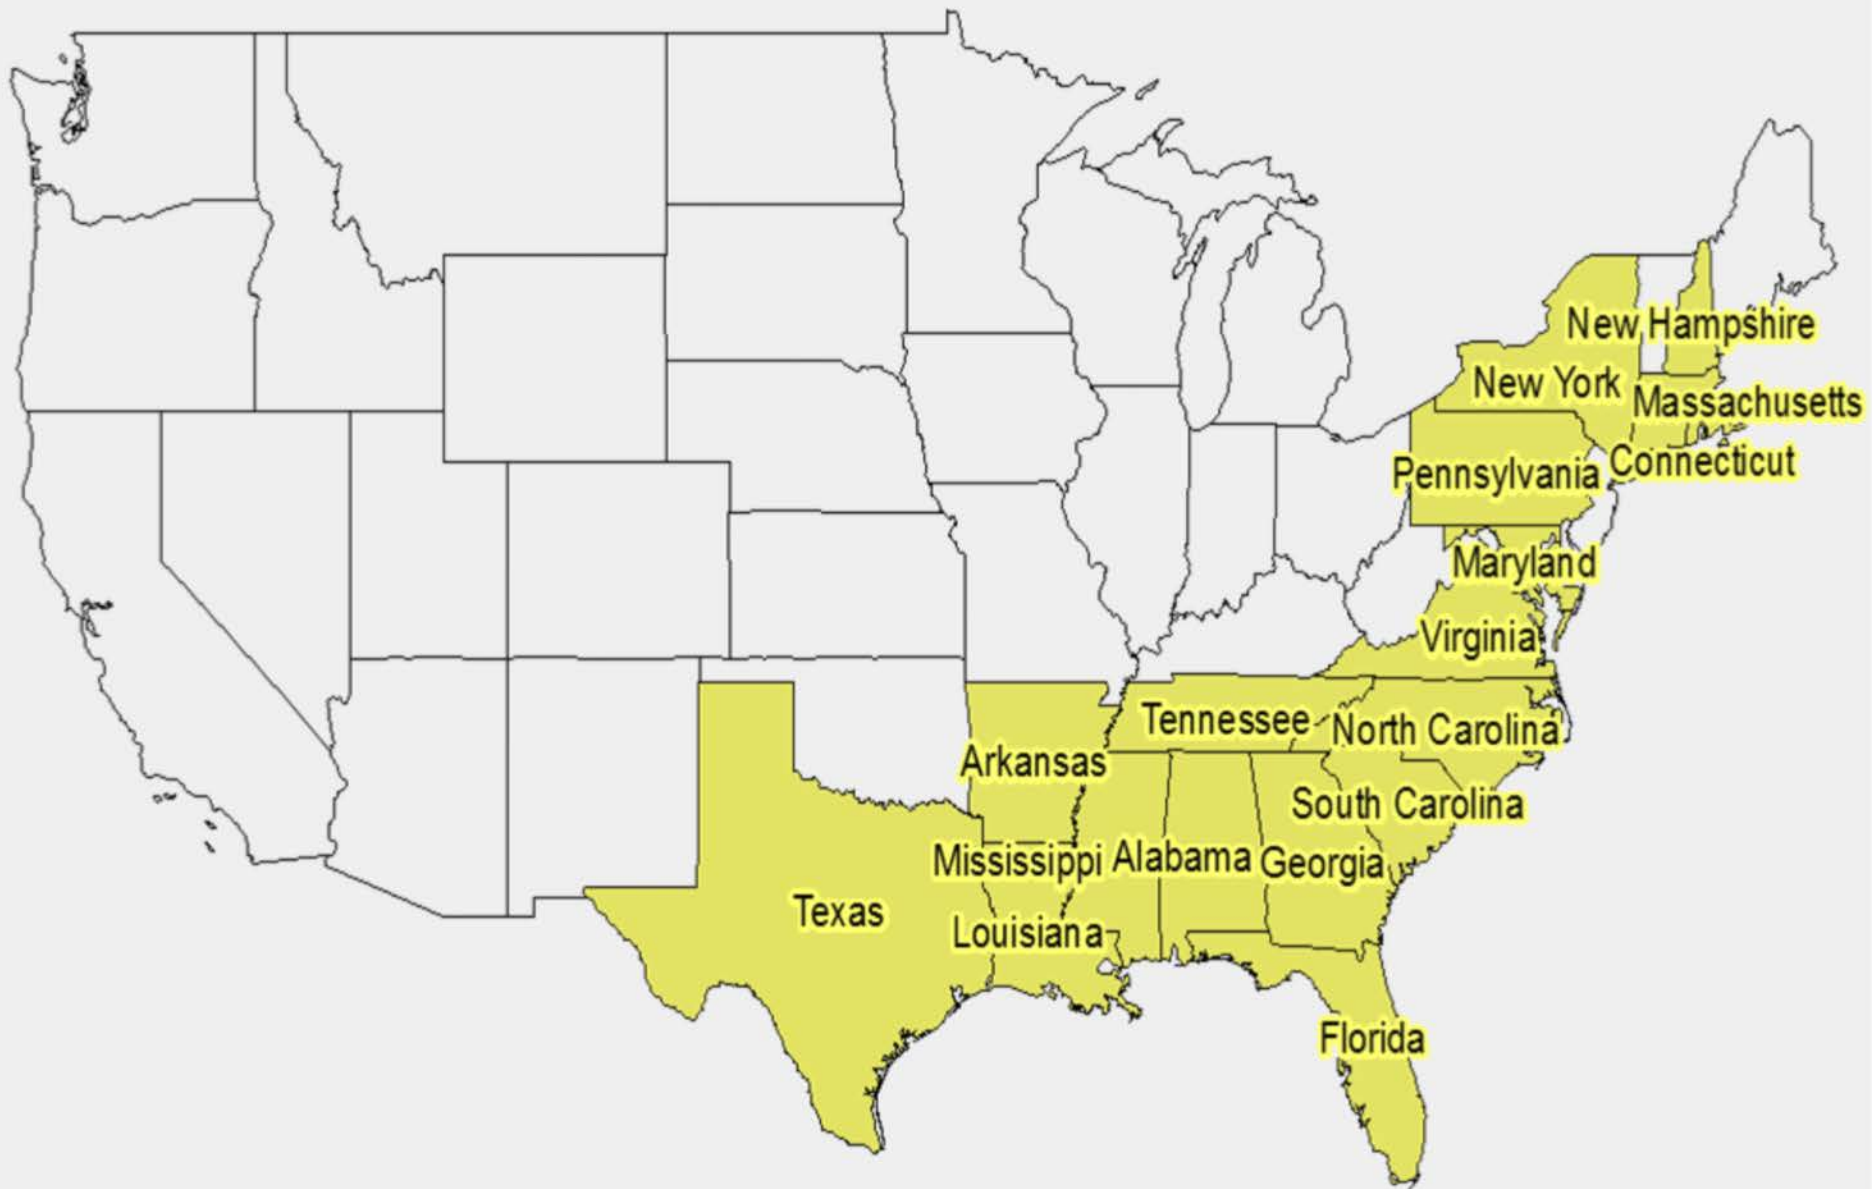 New Hampshire
New York
Massachusetts
Connecticut
Pennsylvania
Maryland
Virginia
Tennessee
North Carolina
Arkansas
South Carolina
Mississippi
Alabama
Georgia
Texas
Louisiana
Florida